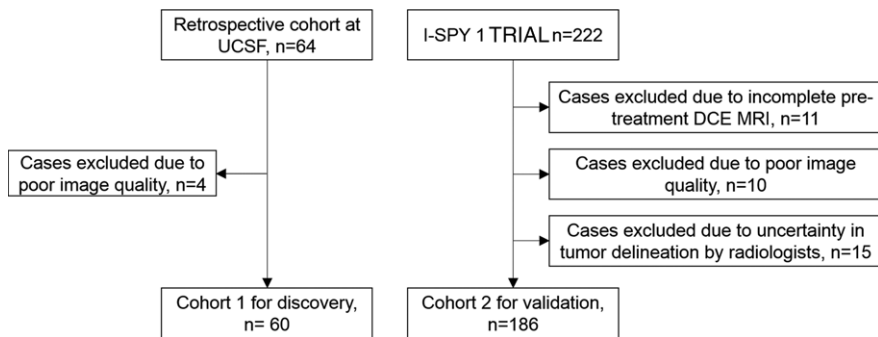 Retrospective cohort at
UCSF, n=64
I-SPY 1 TRIAL n=222
Cases excluded due to incomplete pre-
treatment DCE MRI, n=11
Cases excluded due to
poor image quality, n=4
Cases excluded due to poor image
quality, n=10
Cases excluded due to uncertainty in
tumor delineation by radiologists, n=15
Cohort 1 for discovery,
n= 60
Cohort 2 for validation,
n=186